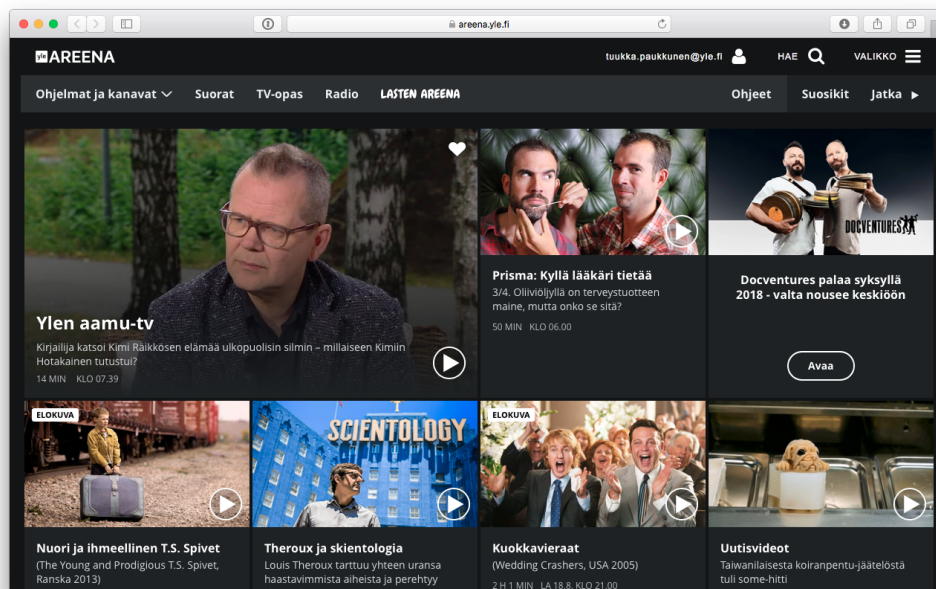 areena.yle.fi
yle AREENA
tuukka.paukkunen@yle.fi
HAE
VALIKKO
Ohjelmat ja kanavat
Suorat
TV-opas
Radio
LASTEN AREENA
Ohjeet
Suosikit
Jatka
Ylen aamu-tv
Kirjailija katsoi Kimi Räikkösen elämää ulkopuolisin silmin – millaiseen Kimiin
Hotakainen tutustui?
14 MIN KLO 07.39
Prisma: Kyllä lääkäri tietää
3/4. Oliiviöljyllä on terveystuotteen
maine, mutta onko se sitä?
50 MIN KLO 06.00
DOCVENTURES
Docventures palaa syksyllä
2018 - valta nousee keskiöön
Avaa
ELOKUVA
Nuori ja ihmeellinen T.S. Spivet
(The Young and Prodigious T.S. Spivet,
Ranska 2013)
SCIENTOLOGY
Theroux ja skientologia
Louis Theroux tarttuu yhteen uransa
haastavimmista aiheista ja perehtyy
ELOKUVA
Kuokkavieraat
(Wedding Crashers, USA 2005)
2 H 1 MIN LA 18.8. KLO 21.00
Uutisvideot
Taiwanilaisesta koiranpentu-jäätelöstä
tuli some-hitti